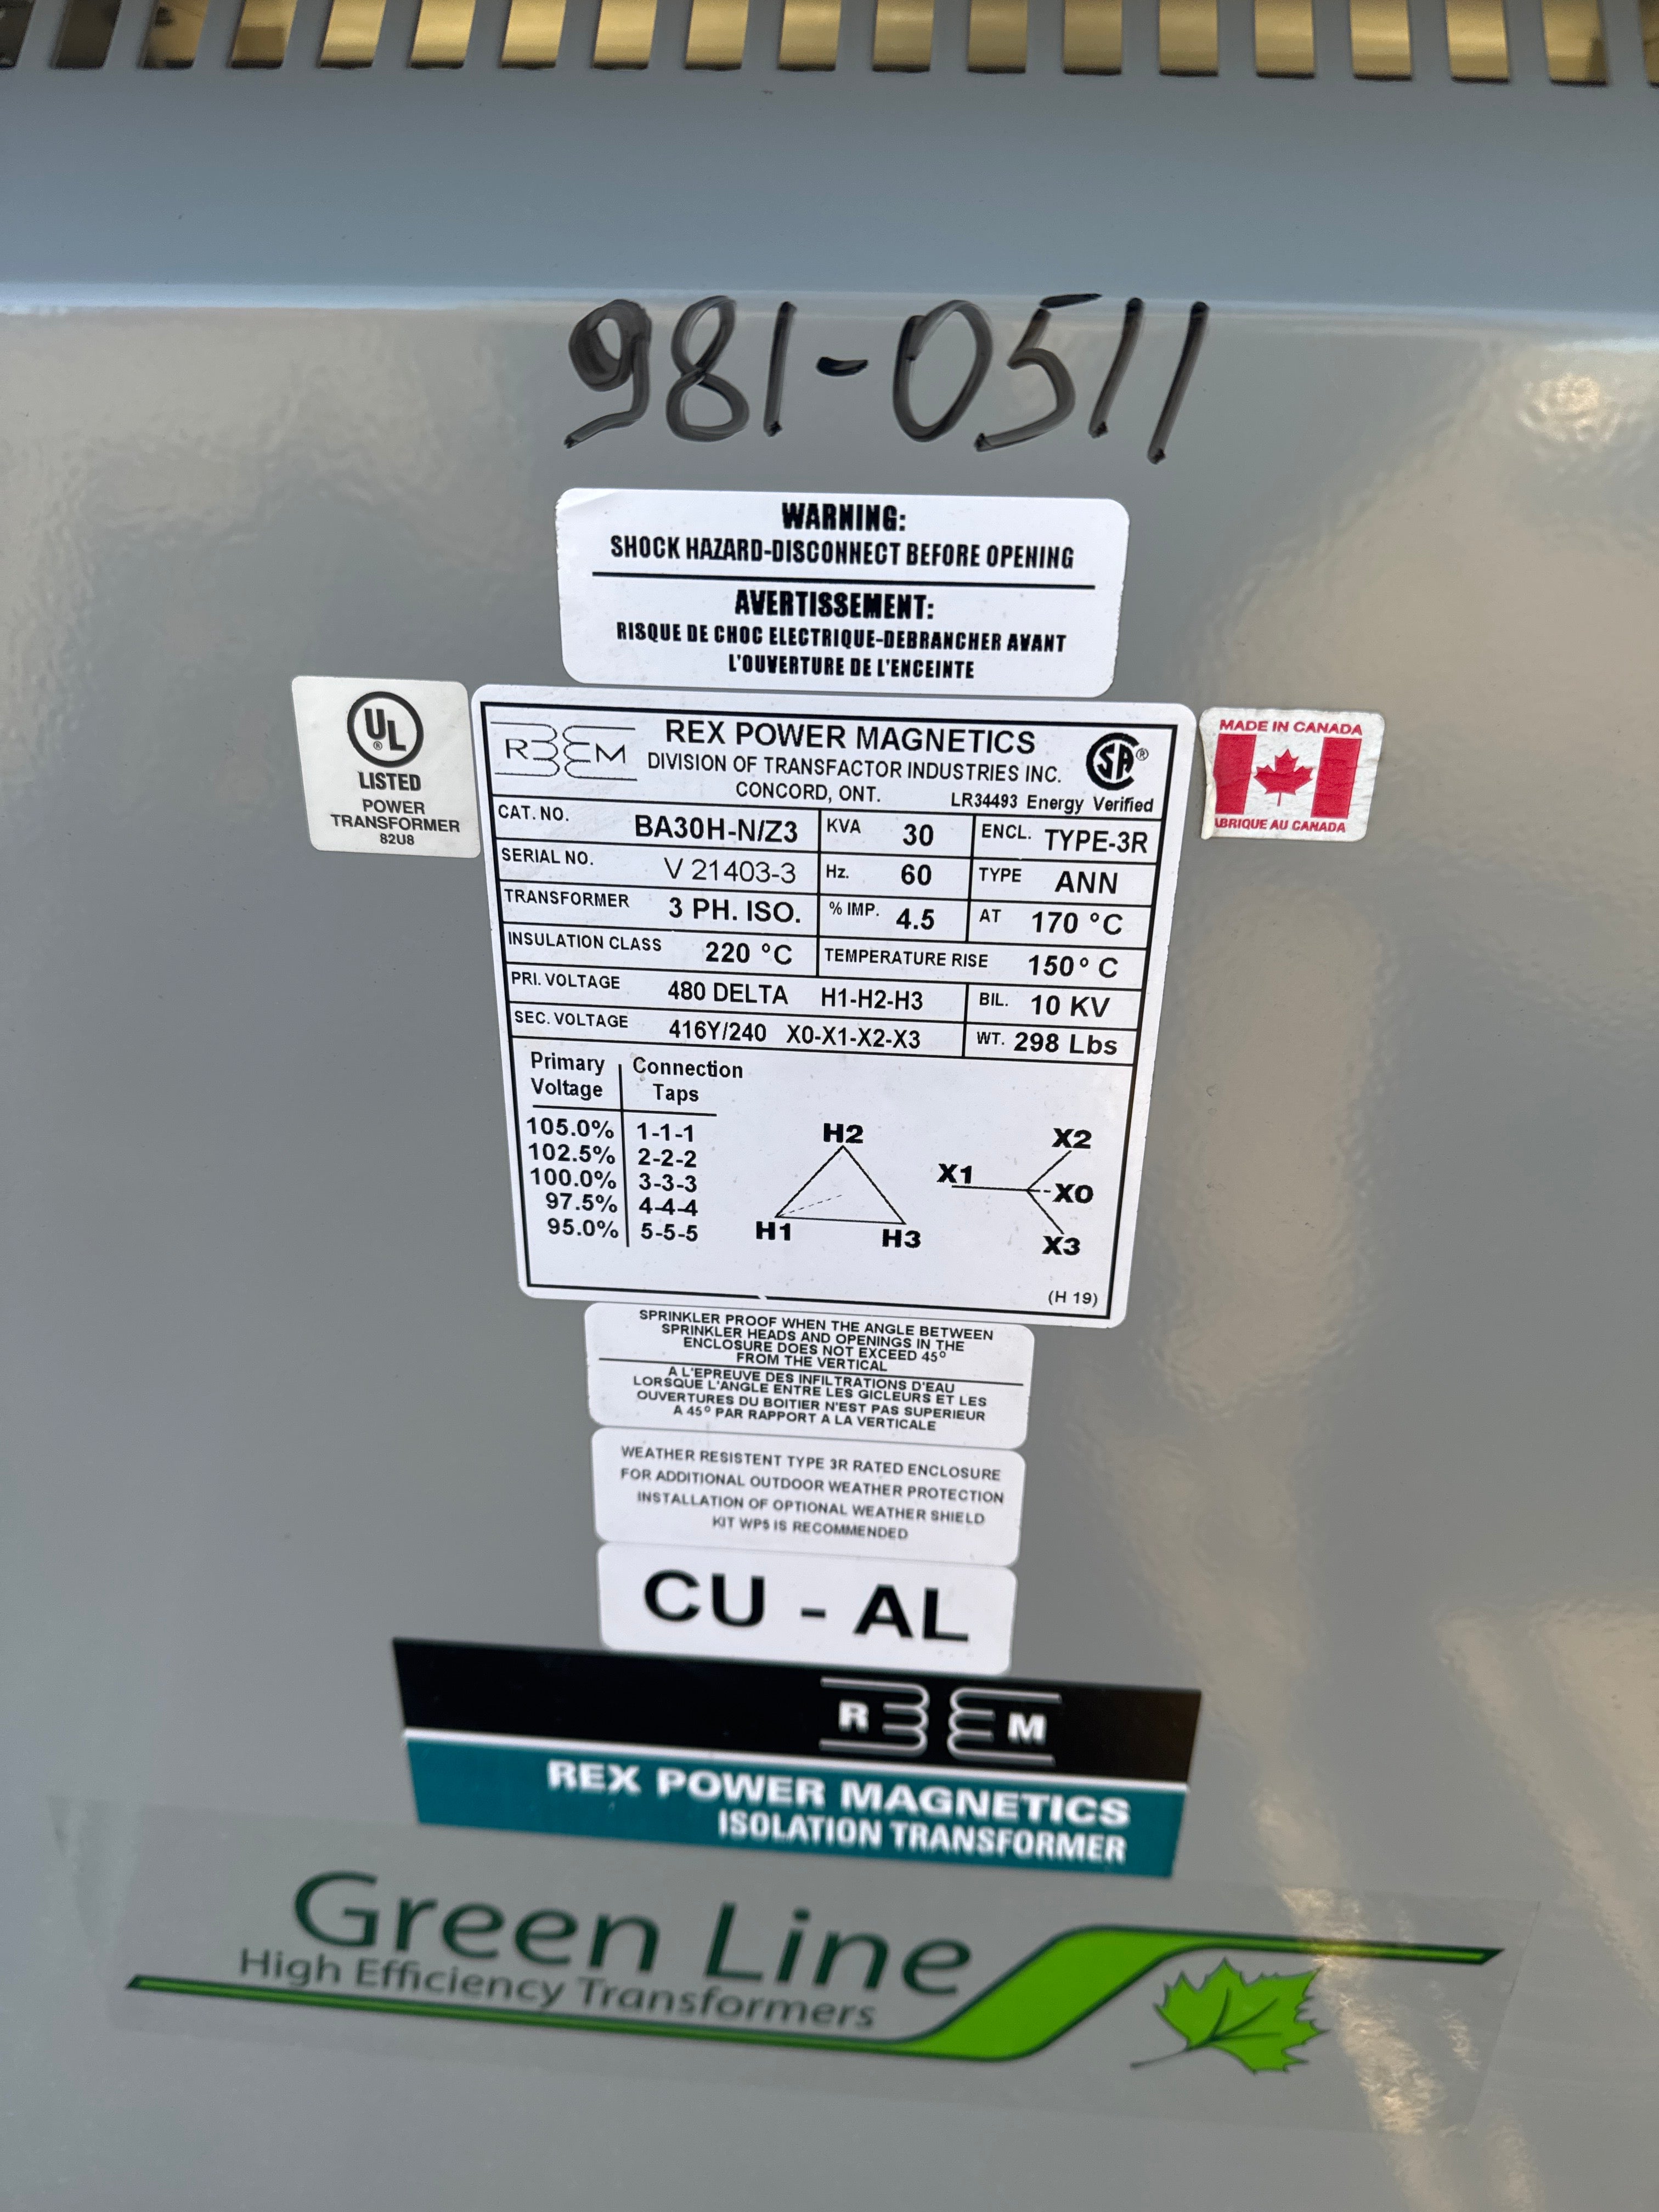 981-0511
WARNING:
SHOCK HAZARD-DISCONNECT BEFORE OPENING
AVERTISSEMENT:
RISQUE DE CHOC ELECTRIQUE-DEBRANCHER AVANT
L'OUVERTURE DE L'ENCEINTE
UL ®
LISTED
POWER
TRANSFORMER
82U8
MADE IN CANADA
ABRIQUE AU CANADA
R M
REX POWER MAGNETICS
DIVISION OF TRANSFACTOR INDUSTRIES INC.
CONCORD, ONT.
SA ®
LR34493 Energy Verified
CAT. NO. BA30H-N/Z3 KVA 30 ENCL. TYPE-3R
SERIAL NO. V 21403-3 Hz. 60 TYPE ANN
TRANSFORMER 3 PH. ISO. % IMP. 4.5 AT 170 °C
INSULATION CLASS 220 °C TEMPERATURE RISE 150° C
PRI. VOLTAGE 480 DELTA H1-H2-H3 BIL. 10 KV
SEC. VOLTAGE 416Y/240 X0-X1-X2-X3 WT. 298 Lbs
Primary Connection
Voltage Taps
105.0% 1-1-1
102.5% 2-2-2
100.0% 3-3-3
97.5% 4-4-4
95.0% 5-5-5
H2
H1
H3
X2
X1
X0
X3
(H 19)
SPRINKLER PROOF WHEN THE ANGLE BETWEEN
SPRINKLER HEADS AND OPENINGS IN THE
ENCLOSURE DOES NOT EXCEED 45°
FROM THE VERTICAL
A L'EPREUVE DES INFILTRATIONS D'EAU
LORSQUE L'ANGLE ENTRE LES GICLEURS ET LES
OUVERTURES DU BOITIER N'EST PAS SUPERIEUR
A 45° PAR RAPPORT A LA VERTICALE
WEATHER RESISTENT TYPE 3R RATED ENCLOSURE
FOR ADDITIONAL OUTDOOR WEATHER PROTECTION
INSTALLATION OF OPTIONAL WEATHER SHIELD
KIT WP5 IS RECOMMENDED
CU - AL
R M
REX POWER MAGNETICS
ISOLATION TRANSFORMER
Green Line
High Efficiency Transformers